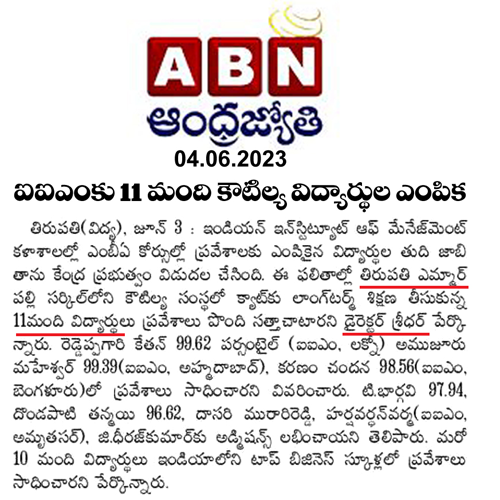 ABN
ఆంధ్రజ్యోతి
04.06.2023
ఐఐఎంకు 11 మంది కౌటిల్య విద్యార్థుల ఎంపిక
తిరుపతి(విద్య), జూన్ 3 : ఇండియన్ ఇన్‌స్టిట్యూట్ ఆఫ్ మేనేజ్‌మెంట్
కళాశాలల్లో ఎంబీఏ కోర్సుల్లో ప్రవేశాలకు ఎంపికైన విద్యార్థుల తుది జాబి
తాను కేంద్ర ప్రభుత్వం విడుదల చేసింది. ఈ ఫలితాల్లో తిరుపతి ఎమ్మార్
పల్లి సర్కిల్‌లోని కౌటిల్య సంస్థలో క్యాట్‌కు లాంగ్‌టర్మ్ శిక్షణ తీసుకున్న
11మంది విద్యార్థులు ప్రవేశాలు పొంది సత్తాచాటారని డైరెక్టర్ శ్రీధర్ పేర్కొ
న్నారు. రెడ్డెప్పగారి కేతన్ 99.62 పర్సంటైల్ (ఐఐఎం, లక్నో) అముజూరు
మహేశ్వర్ 99.39(ఐఐఎం, అహ్మదాబాద్), కరణం చందన 98.56(ఐఐఎం,
బెంగళూరు)లో ప్రవేశాలు సాధించారని వివరించారు. టి.భార్గవి 97.94,
దొండపాటి తన్మయి 96.62, దాసరి మురారిరెడ్డి, హర్షవర్ధన్‌వర్మ(ఐఐఎం,
అమృతసర్), జి.ధీరజ్‌కుమార్‌కు అడ్మిషన్స్ లభించాయని తెలిపారు. మరో
10 మంది విద్యార్థులు ఇండియాలోని టాప్ బిజినెస్ స్కూళ్లలో ప్రవేశాలు
సాధించారని పేర్కొన్నారు.